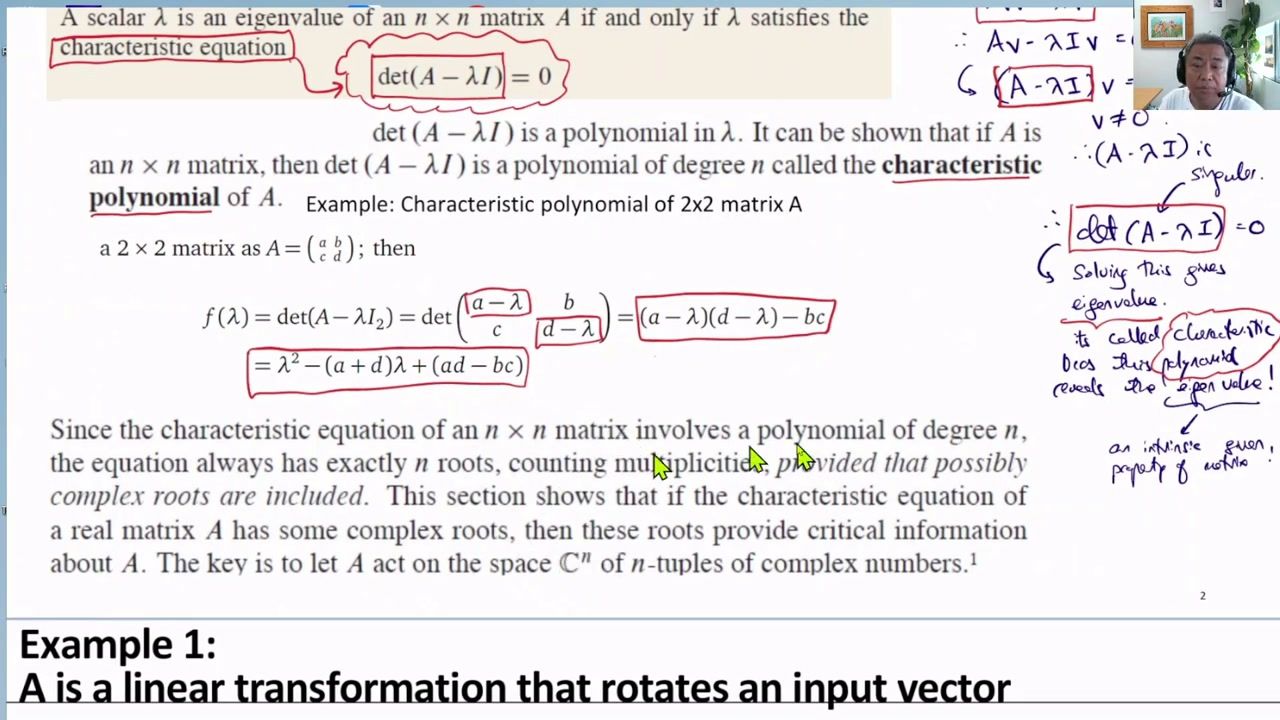 A scalar λ is an eigenvalue of an n × n matrix A if and only if λ satisfies the
characteristic equation
det(A − λI) = 0
det (A − λI) is a polynomial in λ. It can be shown that if A is
an n × n matrix, then det (A − λI) is a polynomial of degree n called the characteristic
polynomial of A.
Example: Characteristic polynomial of 2x2 matrix A
a 2 × 2 matrix as A = (a b c d); then
f(λ) = det(A − λI₂) = det(a − λ b c d − λ) = (a − λ)(d − λ) − bc
= λ² − (a + d)λ + (ad − bc)
Since the characteristic equation of an n × n matrix involves a polynomial of degree n,
the equation always has exactly n roots, counting multiplicities, provided that possibly
complex roots are included. This section shows that if the characteristic equation of
a real matrix A has some complex roots, then these roots provide critical information
about A. The key is to let A act on the space ℂⁿ of n-tuples of complex numbers.¹
2
Example 1:
A is a linear transformation that rotates an input vector
∴ Av - λIv =
(A - λI) v =
v ≠ 0
∴ (A - λI) is
singular.
∴ det (A - λI) = 0
Solving this gives
eigenvalue.
its called characteristic
bcos this polynomial
reveals the eigen value!
an intrinsic given,
property of matrix!